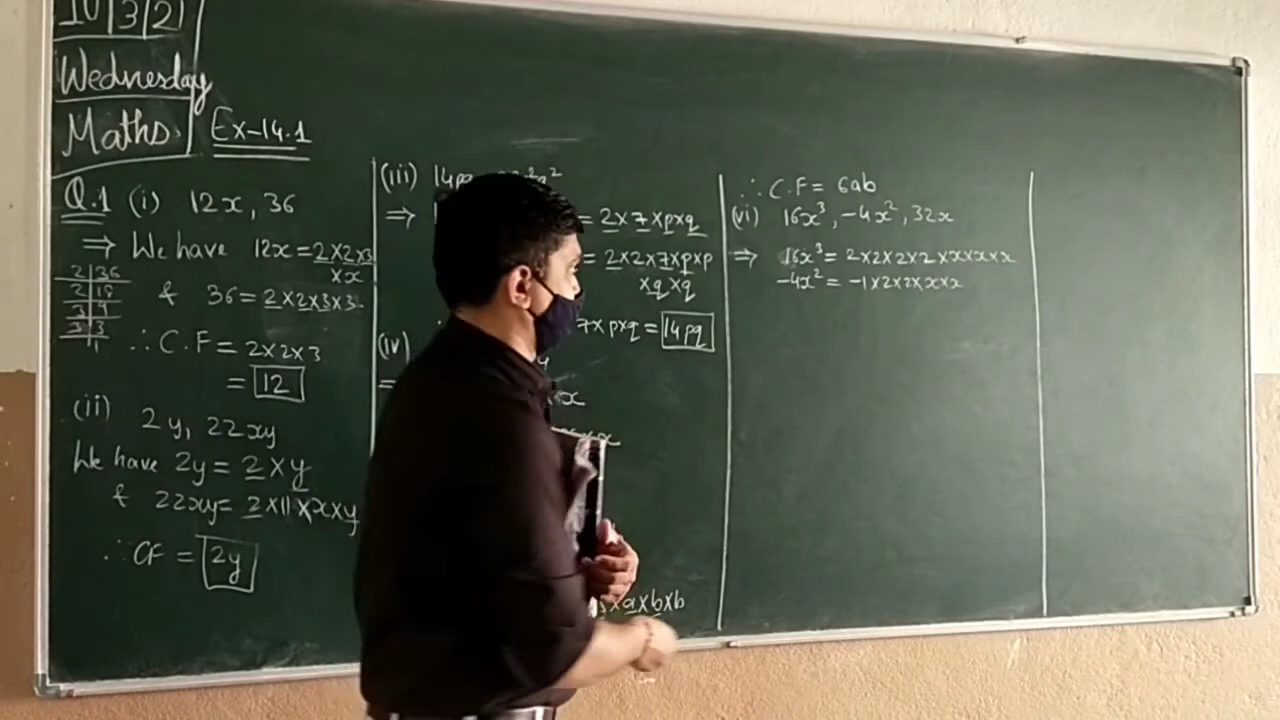 10/3/21
Wednesday
Maths. Ex-14.1
Q.1 (i) 12x, 36
⇒ We have 12x = 2×2×3
×x
2|36
2|18
3|9
3|3
1
& 36 = 2×2×3×3
∴ C.F = 2×2×3
= 12
(ii) 2y, 22xy
We have 2y = 2×y
& 22xy = 2×11×x×y
∴ CF = 2y
(iii) 14pq
⇒ = 2×7×p×q
= 2×2×7×p×p
×q×q
7×p×q = 14pq
(iv)
×a×b×b
∴ C.F = 6ab
(vi) 16x³, -4x², 32x
⇒ 16x³ = 2×2×2×2×x×x×x
-4x² = -1×2×2×x×x